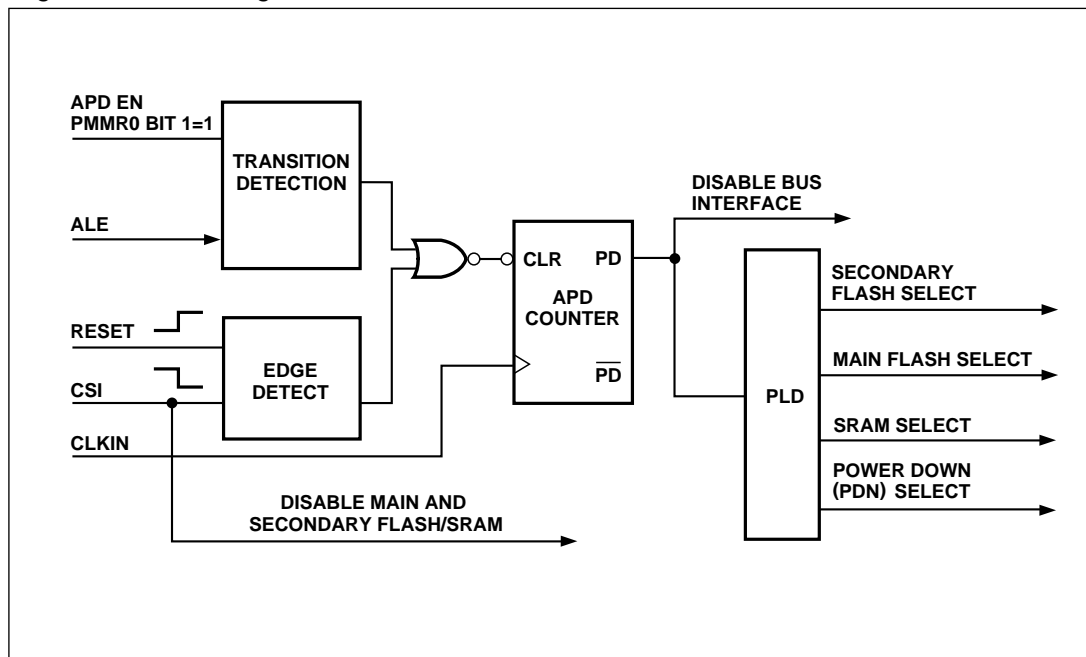 APD EN
PMMR0 BIT 1=1
TRANSITION
DETECTION
ALE
DISABLE BUS
INTERFACE
CLR
PD
APD
COUNTER
PD
SECONDARY
FLASH SELECT
RESET
EDGE
DETECT
MAIN FLASH SELECT
CSI
PLD
SRAM SELECT
CLKIN
POWER DOWN
(PDN) SELECT
DISABLE MAIN AND
SECONDARY FLASH/SRAM